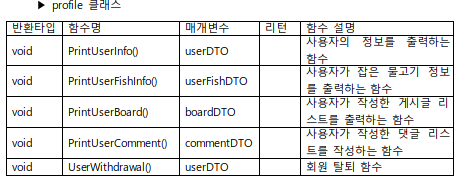 ▶ profile 클래스
반환타입 함수명 매개변수 리턴 함수 설명
void PrintUserInfo() userDTO 사용자의 정보를 출력하는
함수
void PrintUserFishInfo() userFishDTO 사용자가 잡은 물고기 정보
를 출력하는 함수
void PrintUserBoard() boardDTO 사용자가 작성한 게시글 리
스트를 출력하는 함수
void PrintUserComment() commentDTO 사용자가 작성한 댓글 리스
트를 작성하는 함수
void UserWithdrawal() userDTO 회원 탈퇴 함수